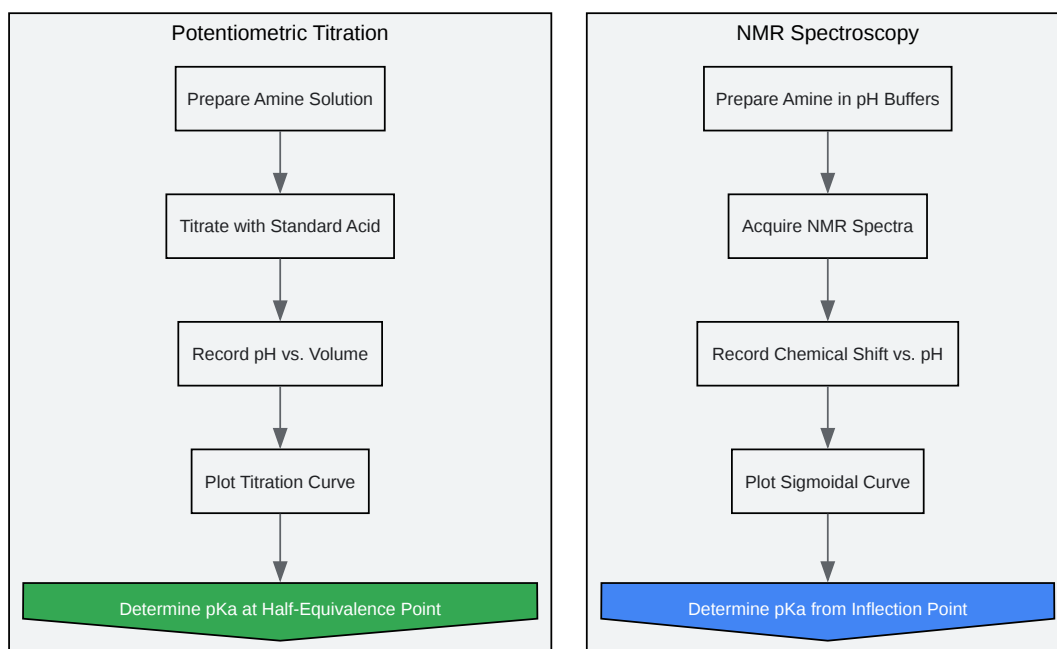 Potentiometric Titration
Prepare Amine Solution
Titrate with Standard Acid
Record pH vs. Volume
Plot Titration Curve
Determine pKa at Half-Equivalence Point
NMR Spectroscopy
Prepare Amine in pH Buffers
Acquire NMR Spectra
Record Chemical Shift vs. pH
Plot Sigmoidal Curve
Determine pKa from Inflection Point